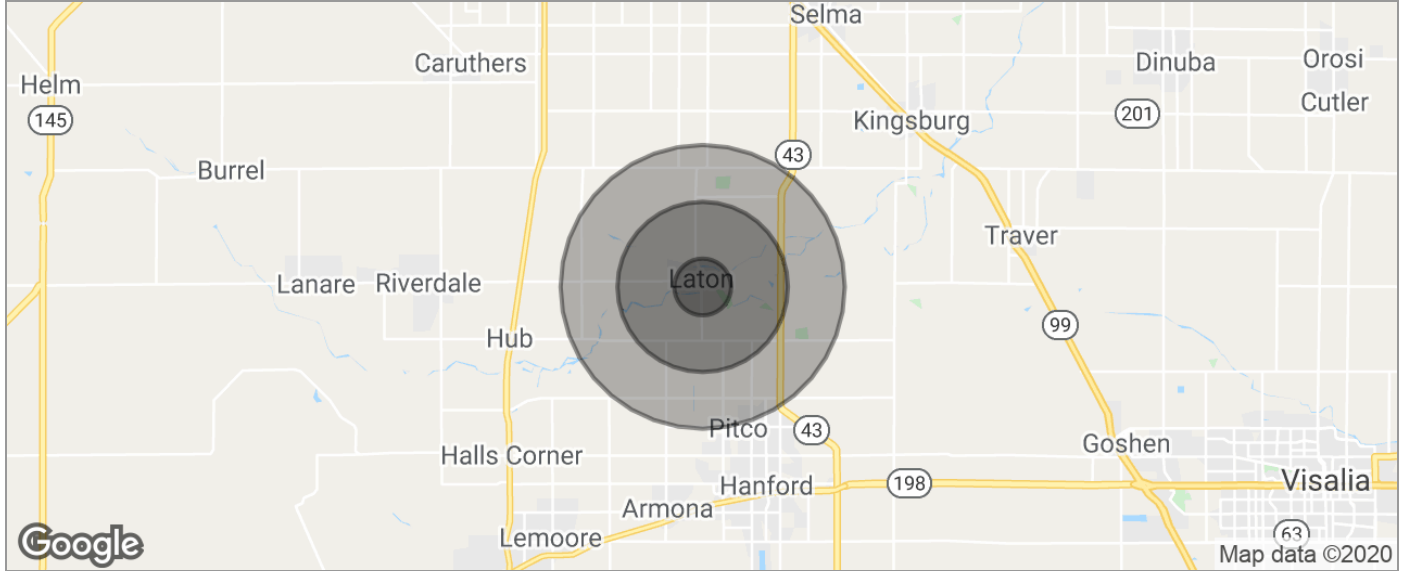 Selma
Caruthers
Dinuba
Orosi
Helm
Cutler
145
201
Kingsburg
43
Burrel
Traver
Laton
Lanare
Riverdale
Hub
99
Pitco
43
Goshen
Halls Corner
Visalia
Hanford
198
Armona
Lemoore
63
Google
Map data ©2020